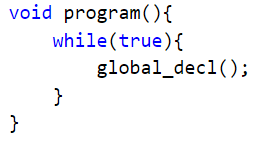 void program(){
    while(true){
        global_decl();
    }
}